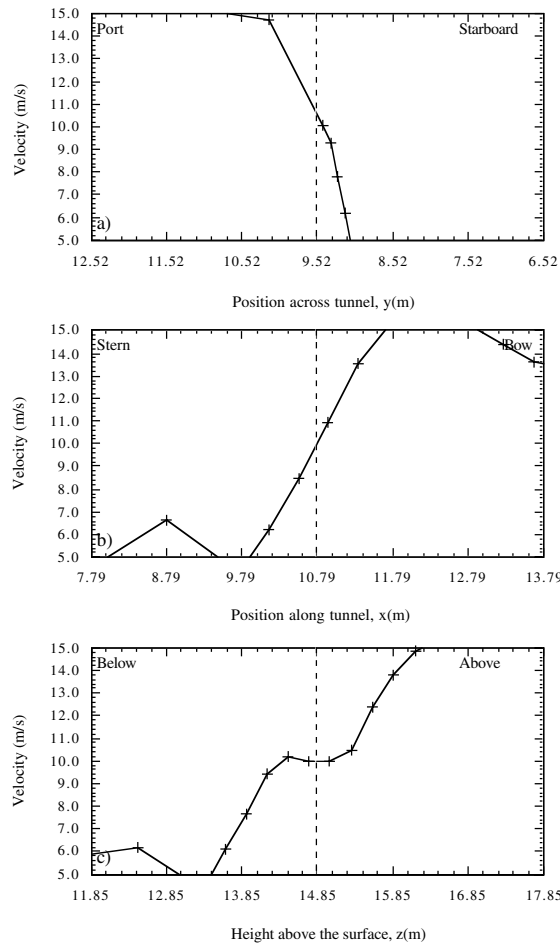 15.0
Port
Starboard
14.0
13.0
12.0
11.0
10.0
9.0
8.0
7.0
6.0
a)
5.0
12.52 11.52 10.52 9.52 8.52 7.52 6.52
Velocity (m/s)
Position across tunnel, y(m)
15.0
Stern
Bow
14.0
13.0
12.0
11.0
10.0
9.0
8.0
7.0
6.0
b)
5.0
7.79 8.79 9.79 10.79 11.79 12.79 13.79
Velocity (m/s)
Position along tunnel, x(m)
15.0
Below
Above
14.0
13.0
12.0
11.0
10.0
9.0
8.0
7.0
6.0
c)
5.0
11.85 12.85 13.85 14.85 15.85 16.85 17.85
Velocity (m/s)
Height above the surface, z(m)